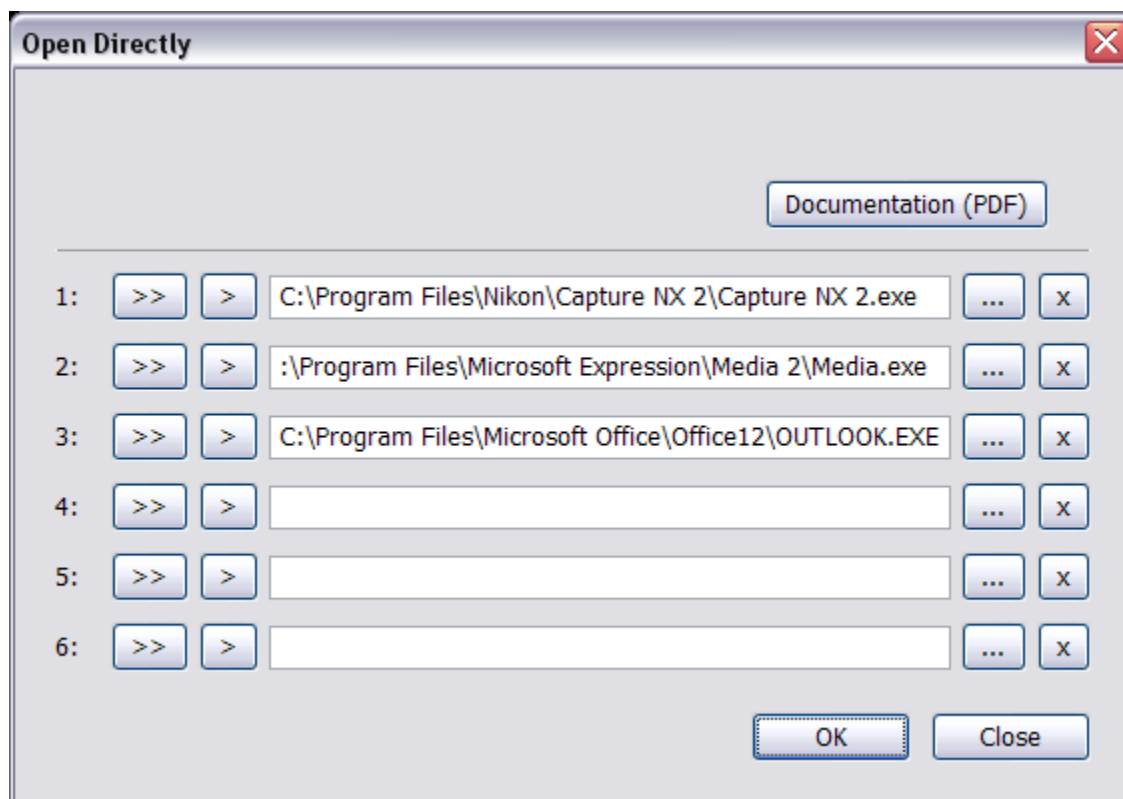 Open Directly
Documentation (PDF)
1: >> > C:\Program Files\Nikon\Capture NX 2\Capture NX 2.exe ... x
2: >> > :\Program Files\Microsoft Expression\Media 2\Media.exe ... x
3: >> > C:\Program Files\Microsoft Office\Office12\OUTLOOK.EXE ... x
4: >> > ... x
5: >> > ... x
6: >> > ... x
OK Close